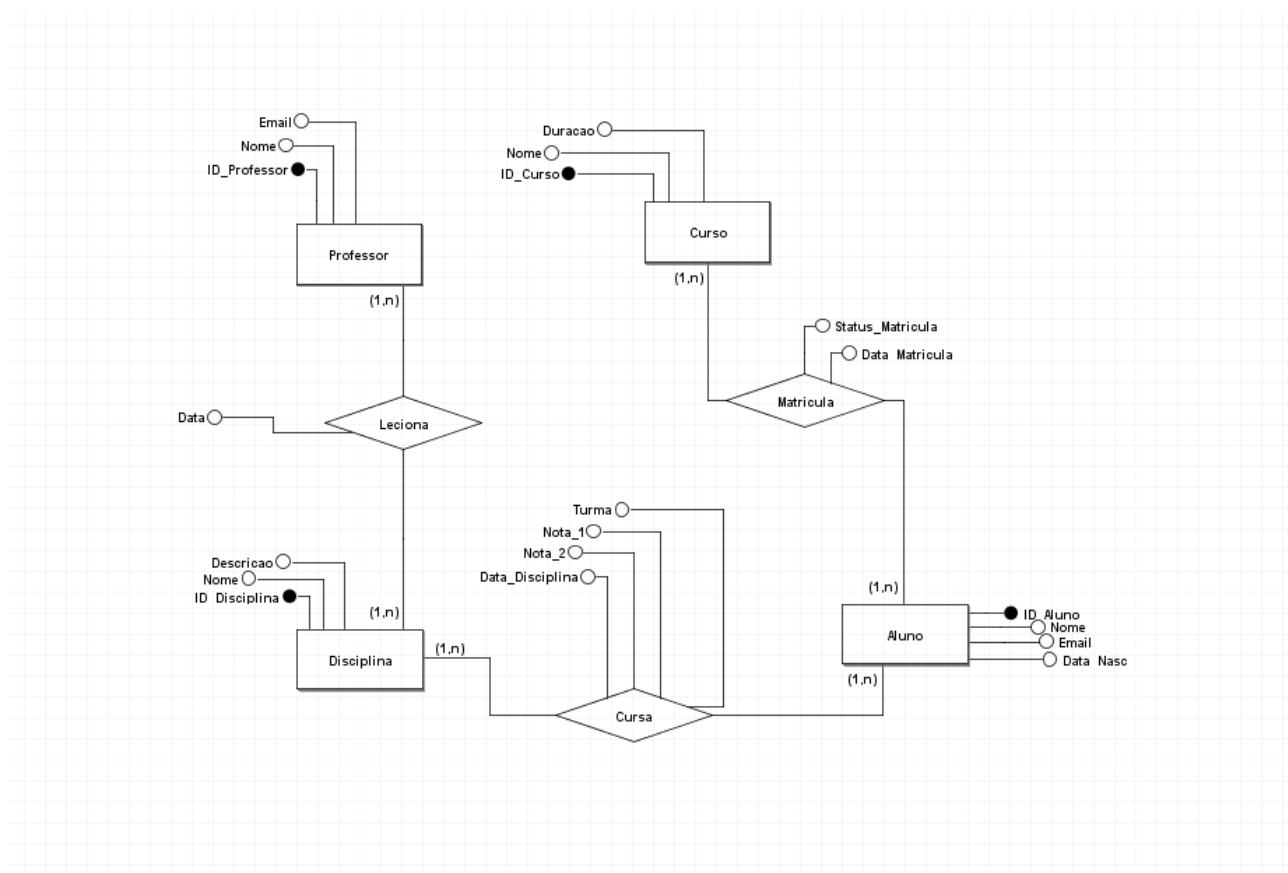 Email
Nome
ID_Professor
Professor
(1,n)
Duracao
Nome
ID_Curso
Curso
(1,n)
Status_Matricula
Data Matricula
Matricula
Data
Leciona
Turma
Nota_1
Nota_2
Data_Disciplina
Descricao
Nome
ID Disciplina
(1,n)
Disciplina
(1,n)
Cursa
(1,n)
Aluno
ID_Aluno
Nome
Email
Data Nasc
(1,n)